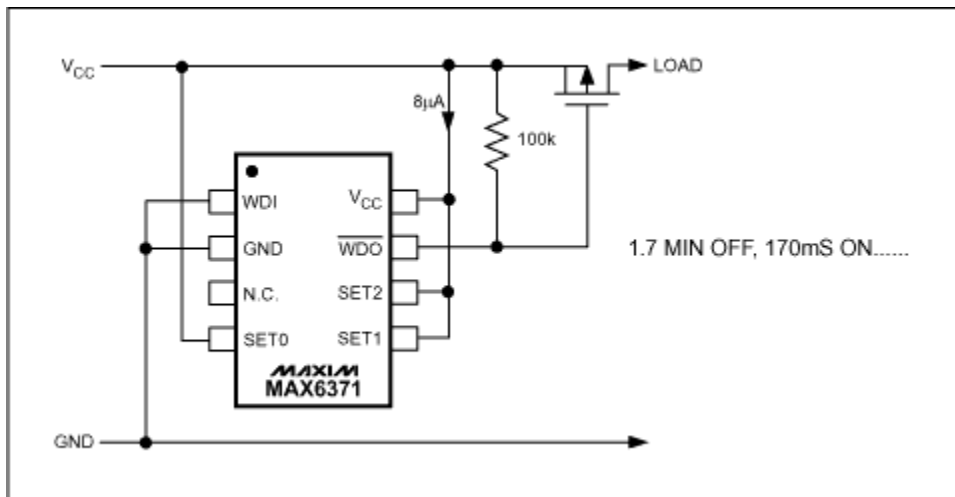 VCC
LOAD
8µA
100k
WDI
VCC
GND
WDO
1.7 MIN OFF, 170mS ON......
N.C.
SET2
SET0
SET1
MAXIM
MAX6371
GND